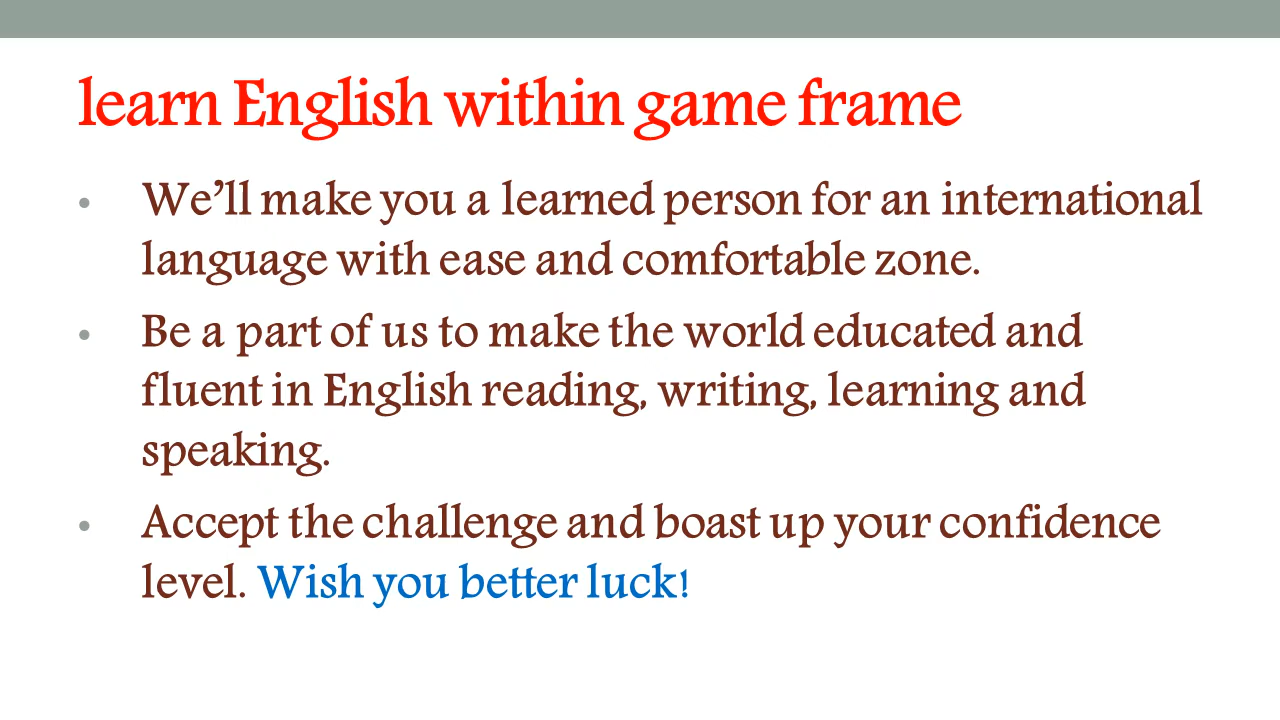 learn English within game frame
• We’ll make you a learned person for an international
language with ease and comfortable zone.
• Be a part of us to make the world educated and
fluent in English reading, writing, learning and
speaking.
• Accept the challenge and boast up your confidence
level. Wish you better luck!